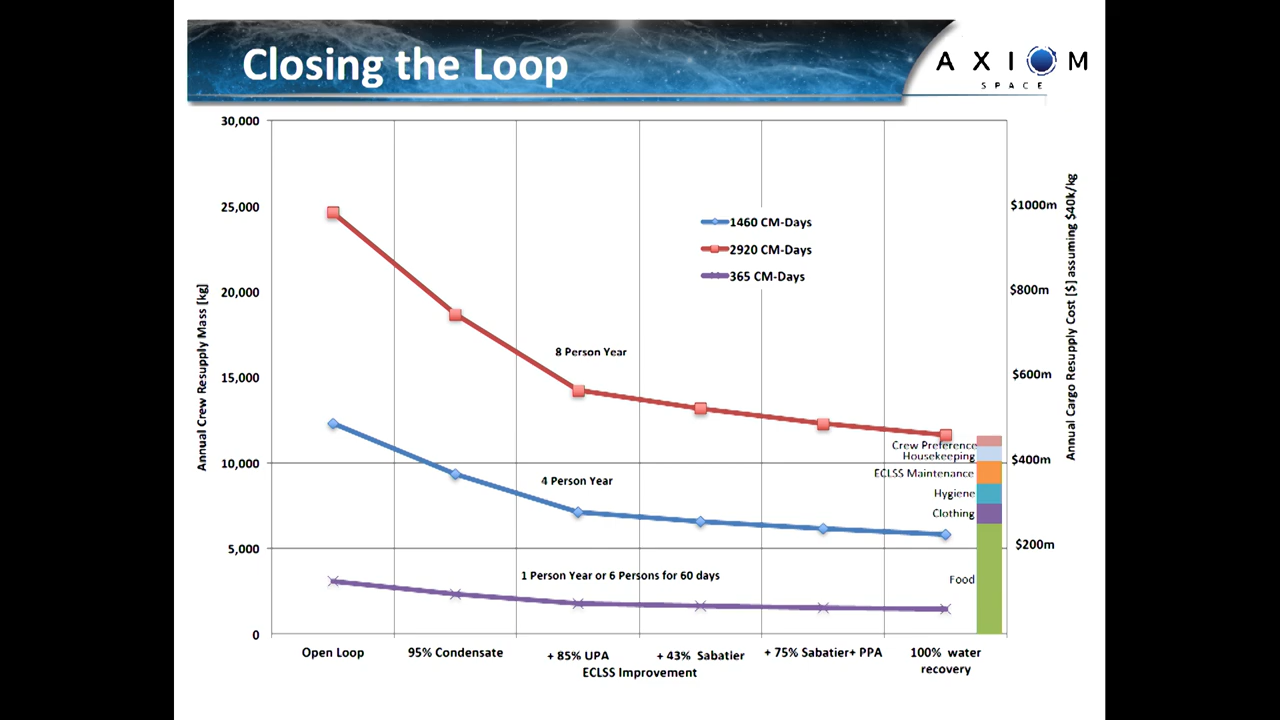 Closing the Loop
AXIOM
SPACE
30,000
25,000
20,000
15,000
10,000
5,000
0
Annual Crew Resupply Mass [kg]
1460 CM-Days
2920 CM-Days
365 CM-Days
8 Person Year
4 Person Year
1 Person Year or 6 Persons for 60 days
Crew Preference
Housekeeping
ECLSS Maintenance
Hygiene
Clothing
Food
$1000m
$800m
$600m
$400m
$200m
Annual Cargo Resupply Cost [$] assuming $40k/kg
Open Loop
95% Condensate
+ 85% UPA
+ 43% Sabatier
+ 75% Sabatier+ PPA
100% water
recovery
ECLSS Improvement